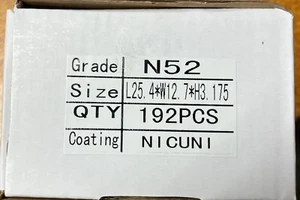 Grade N52
Size L25.4*W12.7*H3.175
QTY 192PCS
Coating NICUNI